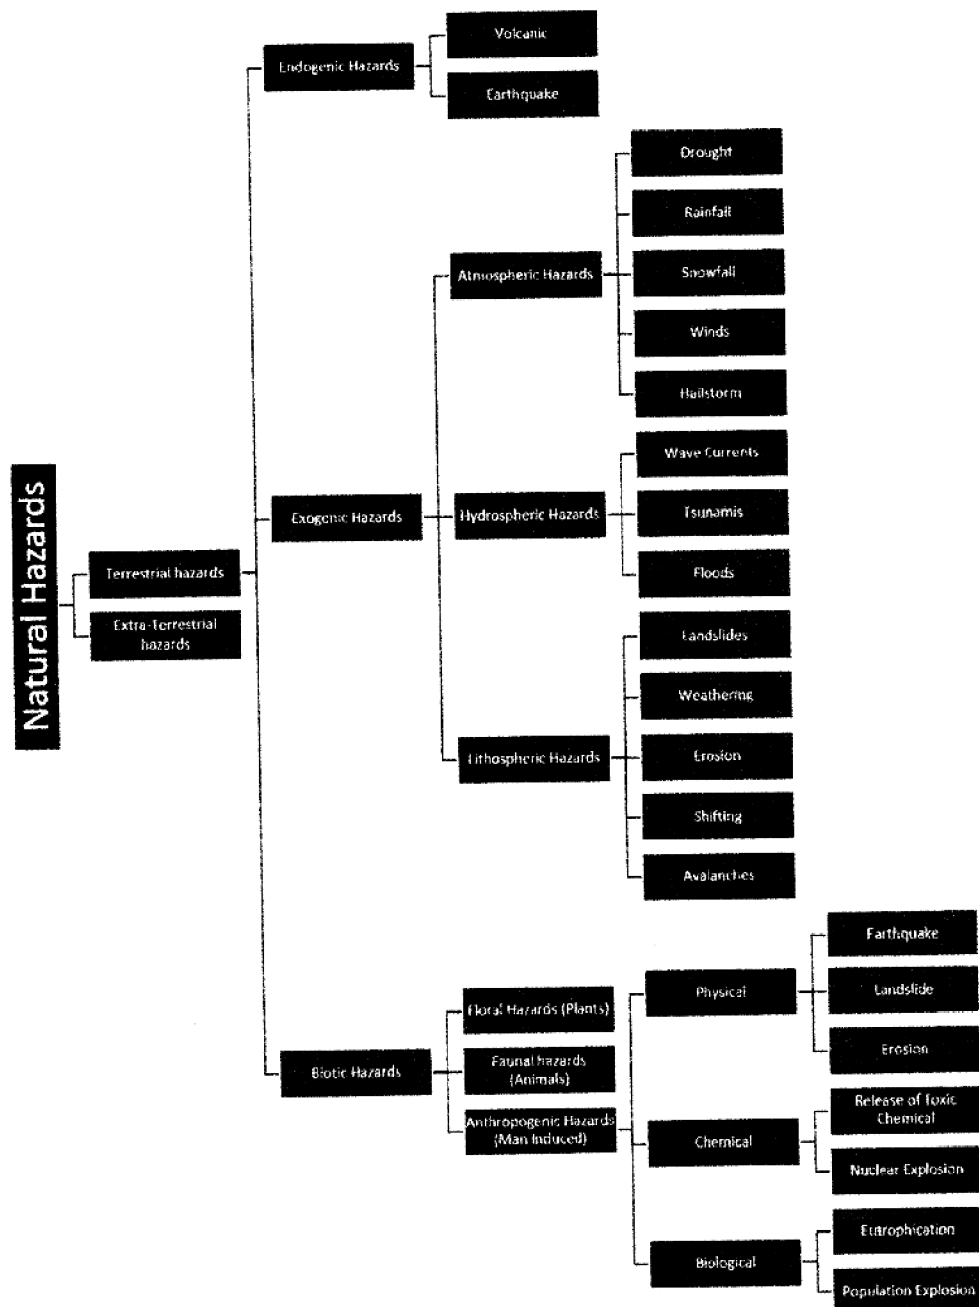 Natural Hazards
Terrestrial hazards
Extra-Terrestrial
hazards
Endogenic Hazards
Volcanic
Earthquake
Exogenic Hazards
Atmospheric Hazards
Drought
Rainfall
Snowfall
Winds
Hailstorm
Hydrospheric Hazards
Wave Currents
Tsunamis
Floods
Lithospheric Hazards
Landslides
Weathering
Erosion
Shifting
Avalanches
Biotic Hazards
Floral Hazards (Plants)
Faunal hazards
(Animals)
Anthropogenic Hazards
(Man Induced)
Physical
Earthquake
Landslide
Erosion
Chemical
Release of Toxic
Chemical
Nuclear Explosion
Biological
Eutrophication
Population Explosion